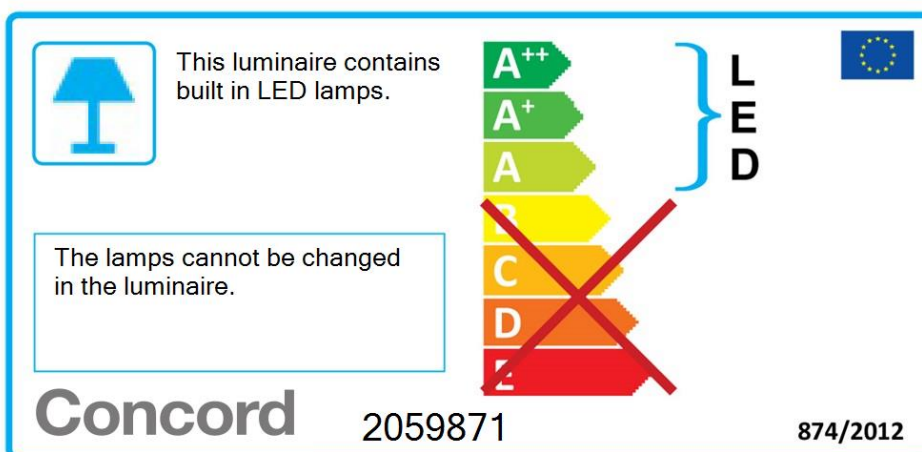 This luminaire contains
built in LED lamps.
A++
A+
A
B
C
D
E
L
E
D
The lamps cannot be changed
in the luminaire.
Concord
2059871
874/2012